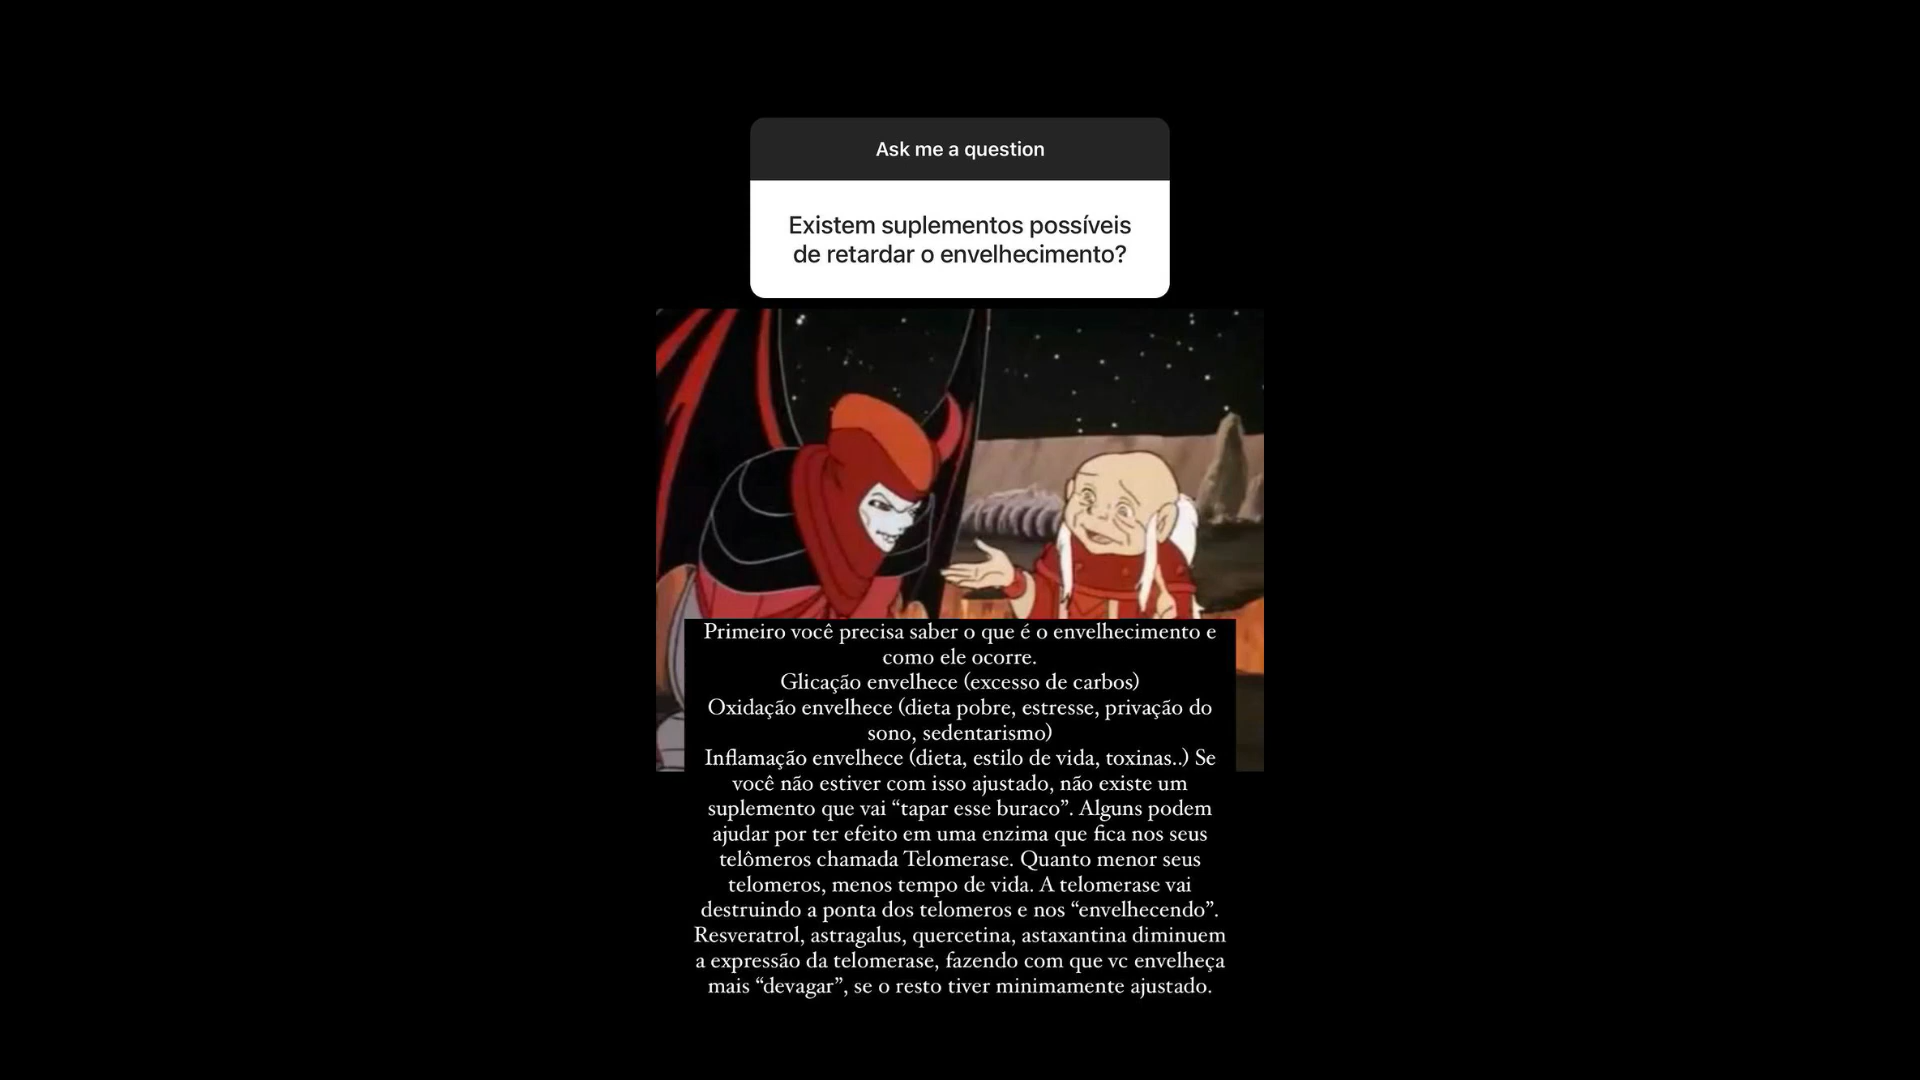 Ask me a question
Existem suplementos possíveis
de retardar o envelhecimento?
Primeiro você precisa saber o que é o envelhecimento e
como ele ocorre.
Glicação envelhece (excesso de carbos)
Oxidação envelhece (dieta pobre, estresse, privação do
sono, sedentarismo)
Inflamação envelhece (dieta, estilo de vida, toxinas..) Se
você não estiver com isso ajustado, não existe um
suplemento que vai “tapar esse buraco”. Alguns podem
ajudar por ter efeito em uma enzima que fica nos seus
telômeros chamada Telomerase. Quanto menor seus
telomeros, menos tempo de vida. A telomerase vai
destruindo a ponta dos telomeros e nos “envelhecendo”.
Resveratrol, astragalus, quercetina, astaxantina diminuem
a expressão da telomerase, fazendo com que vc envelheça
mais “devagar”, se o resto tiver minimamente ajustado.